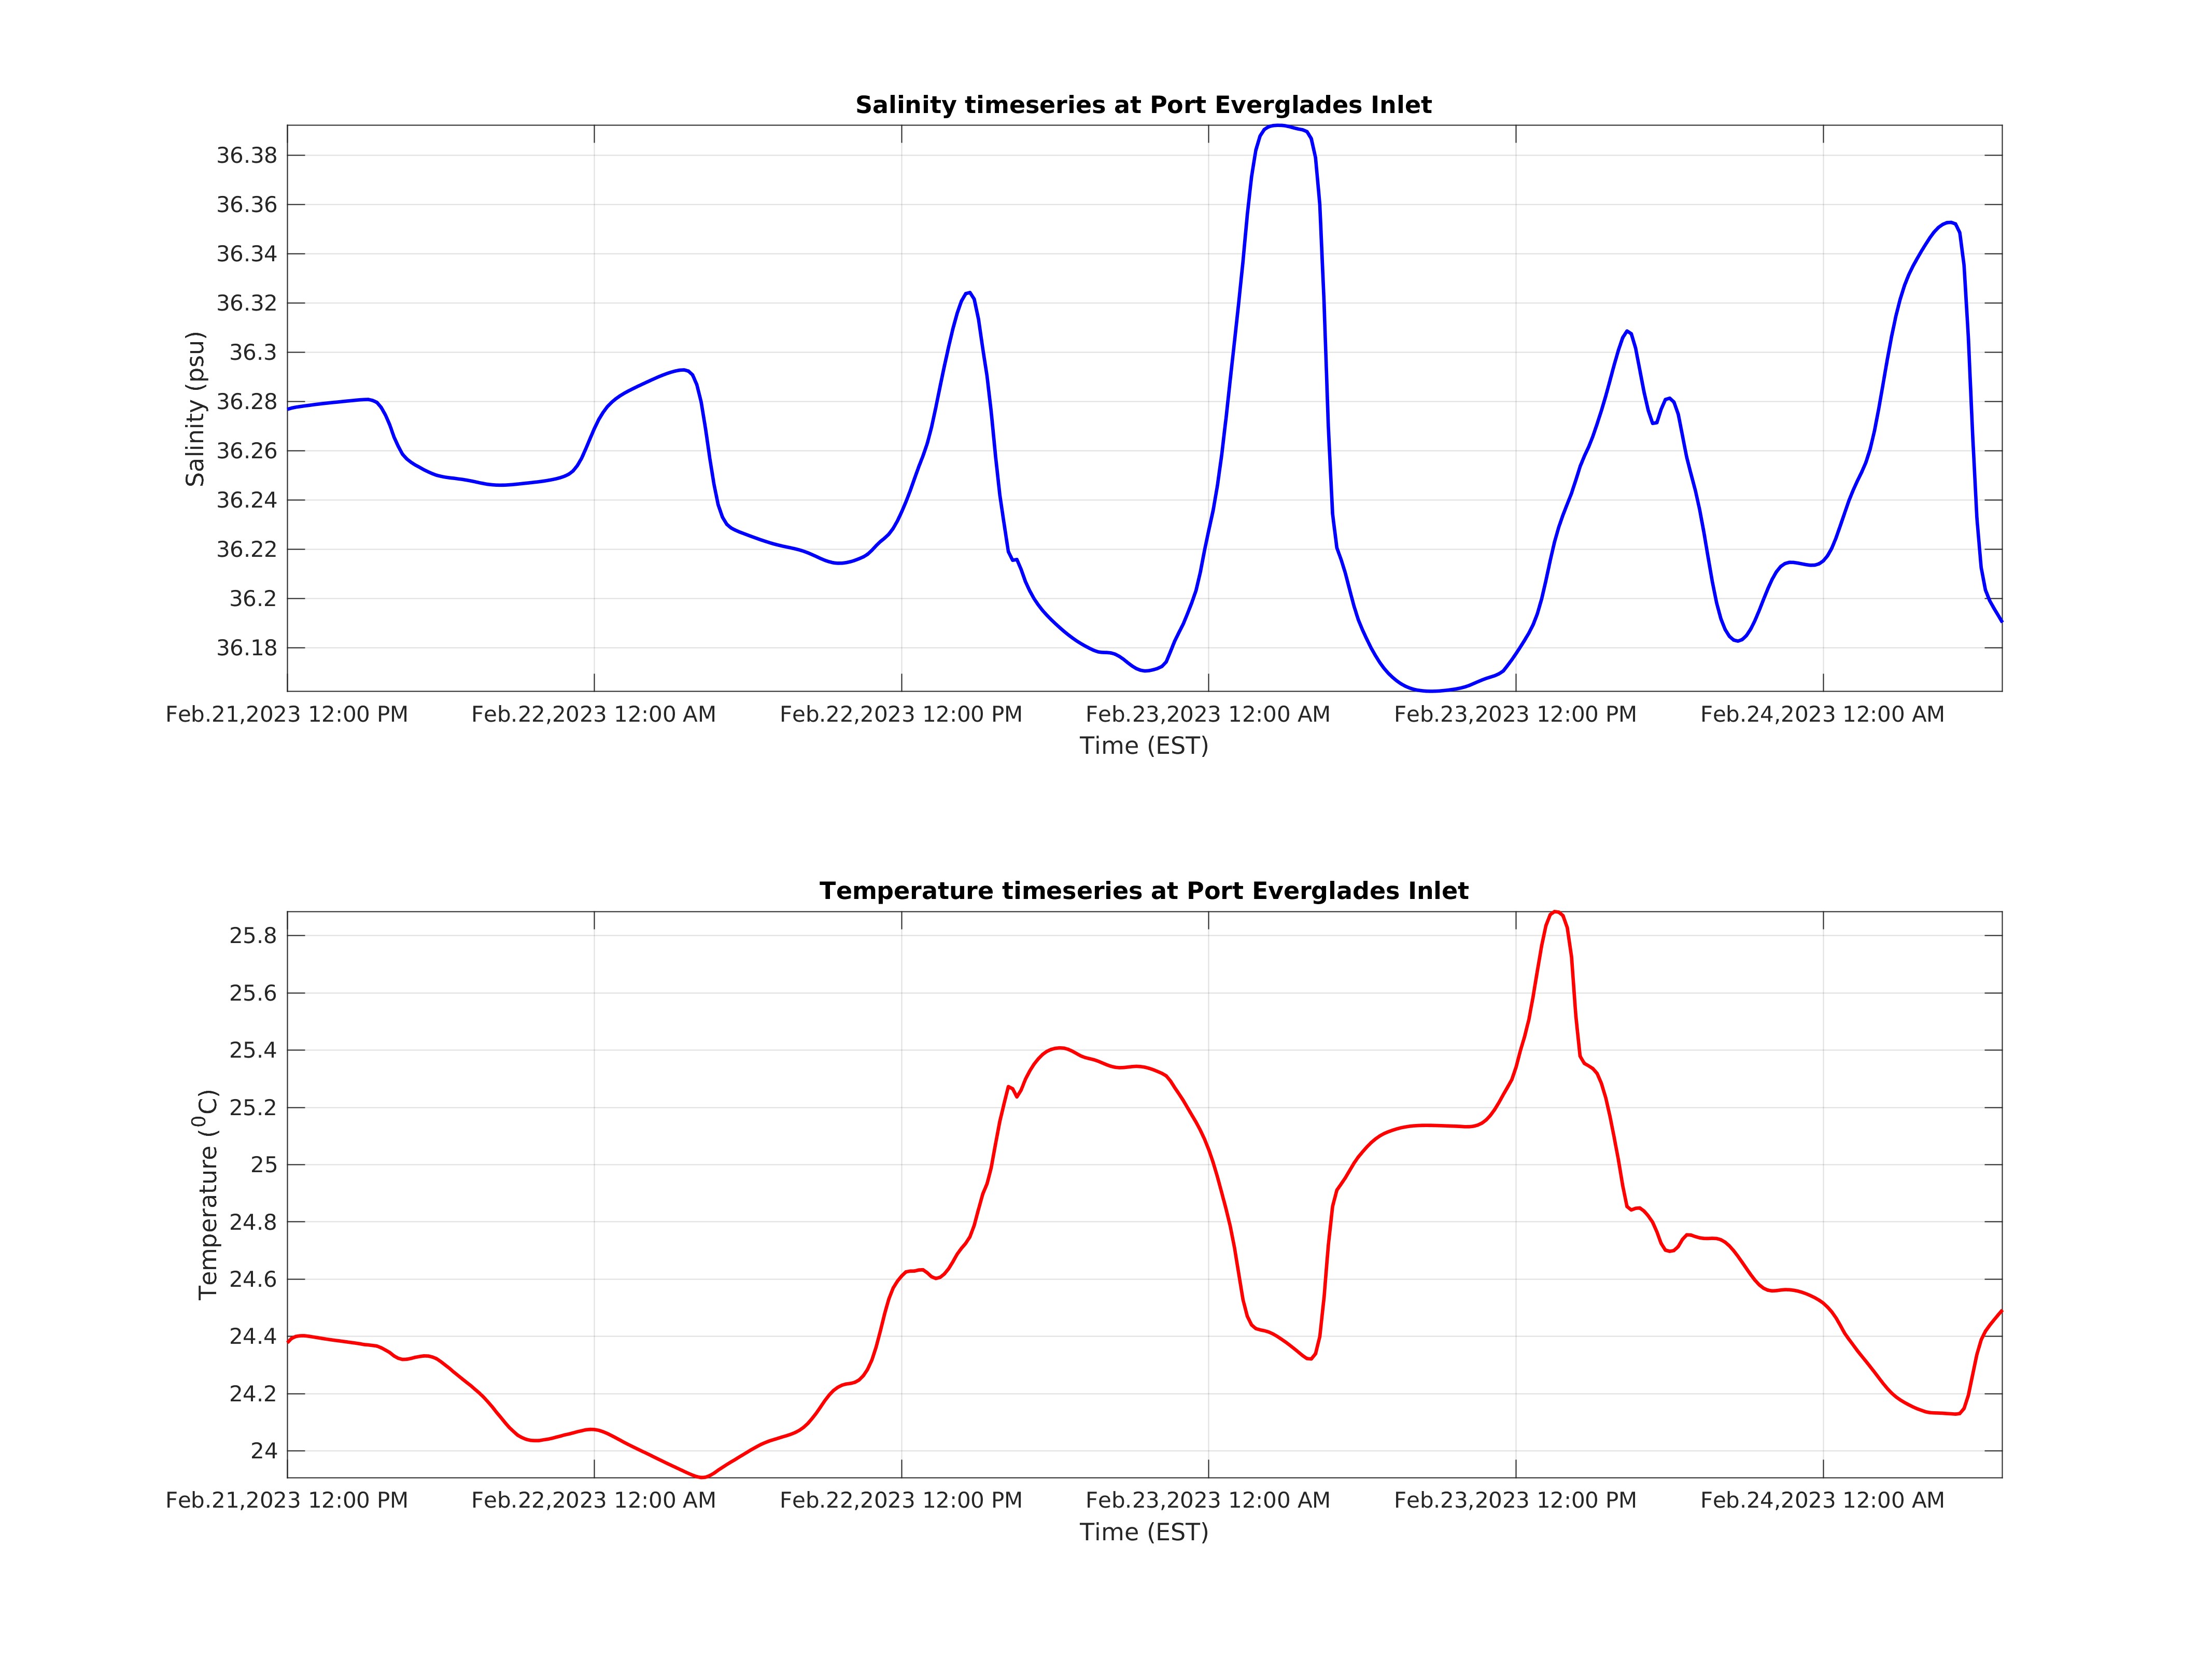 Salinity timeseries at Port Everglades Inlet
36.38
36.36
36.34
36.32
36.3
36.28
36.26
36.24
36.22
36.2
36.18
Salinity (psu)
Feb.21,2023 12:00 PM Feb.22,2023 12:00 AM Feb.22,2023 12:00 PM Feb.23,2023 12:00 AM Feb.23,2023 12:00 PM Feb.24,2023 12:00 AM
Time (EST)
Temperature timeseries at Port Everglades Inlet
25.8
25.6
25.4
25.2
25
24.8
24.6
24.4
24.2
24
Temperature (⁰C)
Feb.21,2023 12:00 PM Feb.22,2023 12:00 AM Feb.22,2023 12:00 PM Feb.23,2023 12:00 AM Feb.23,2023 12:00 PM Feb.24,2023 12:00 AM
Time (EST)